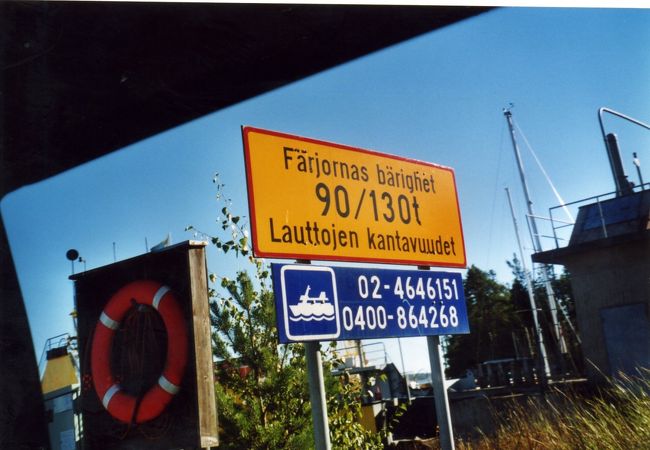 Färjornas bärighet
90/130t
Lauttojen kantavuudet
02-4646151
0400-864268